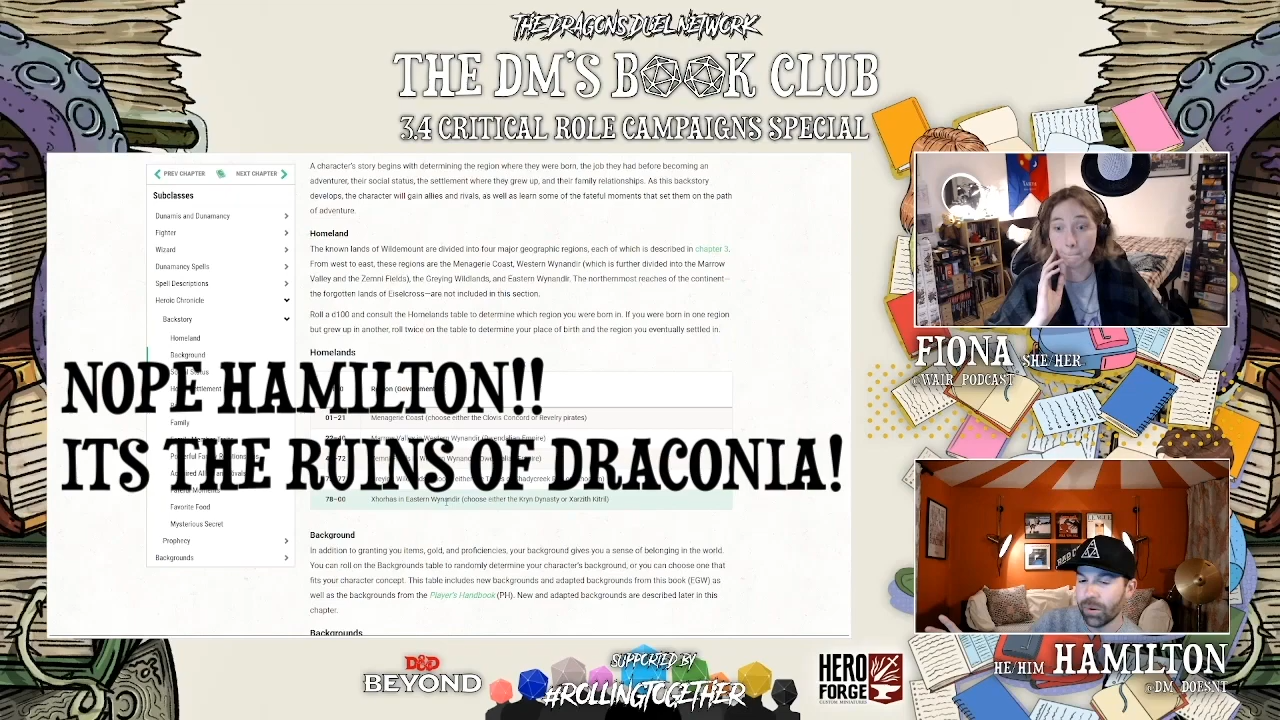 THE DRAGONS DUEL NETWORK
THE DM'S BOOK CLUB
3.4 CRITICAL ROLE CAMPAIGNS SPECIAL
PREV CHAPTER NEXT CHAPTER
Subclasses
Dunamis and Dunamancy
Fighter
Wizard
Dunamancy Spells
Spell Descriptions
Heroic Chronicle
Backstory
Homeland
Background
Family
Favorite Food
Mysterious Secret
Prophecy
Backgrounds
A character's story begins with determining the region where they were born, the job they had before becoming an
adventurer, their social status, the settlement where they grew up, and their family relationships. As this backstory
develops, the character will gain allies and rivals, as well as learn some of the fateful moments that set them on the path
of adventure.
Homeland
The known lands of Wildemount are divided into four major geographic regions, each of which is described in chapter 3.
From west to east, these regions are the Menagerie Coast, Western Wynandir (which is further divided into the Marrow
Valley and the Zemni Fields), the Greying Wildlands, and Eastern Wynandir. The northernmost reaches of the continent—
the forgotten lands of Eiselcross—are not included in this section.
Roll a d100 and consult the Homelands table to determine which region you were born in. If you were born in one region
but grew up in another, roll twice on the table to determine your place of birth and the region you eventually settled in.
Homelands
01–21 Menagerie Coast (choose either the Clovis Concord or Revelry pirates)
78–00 Xhorhas in Eastern Wynandir (choose either the Kryn Dynasty or Xarzith Kitril)
Background
In addition to granting you items, gold, and proficiencies, your background gives you a sense of belonging in the world.
You can roll on the Backgrounds table to randomly determine your character's background, or you can choose one that
fits your character concept. This table includes new backgrounds and adapted backgrounds from this book (EGW)
as well as the backgrounds from the Player's Handbook (PH). New and adapted backgrounds are described later in this
chapter.
Backgrounds
NOPE HAMILTON!!
ITS THE RUINS OF DRACONIA!
FIONA SHE/HER
@WAIR_PODCAST
HE/HIM HAMILTON
@DM_DOESNT
D&D
BEYOND
SUPPORTED BY
#ROLLINGTOGETHER
HERO
FORGE
CUSTOM MINIATURES